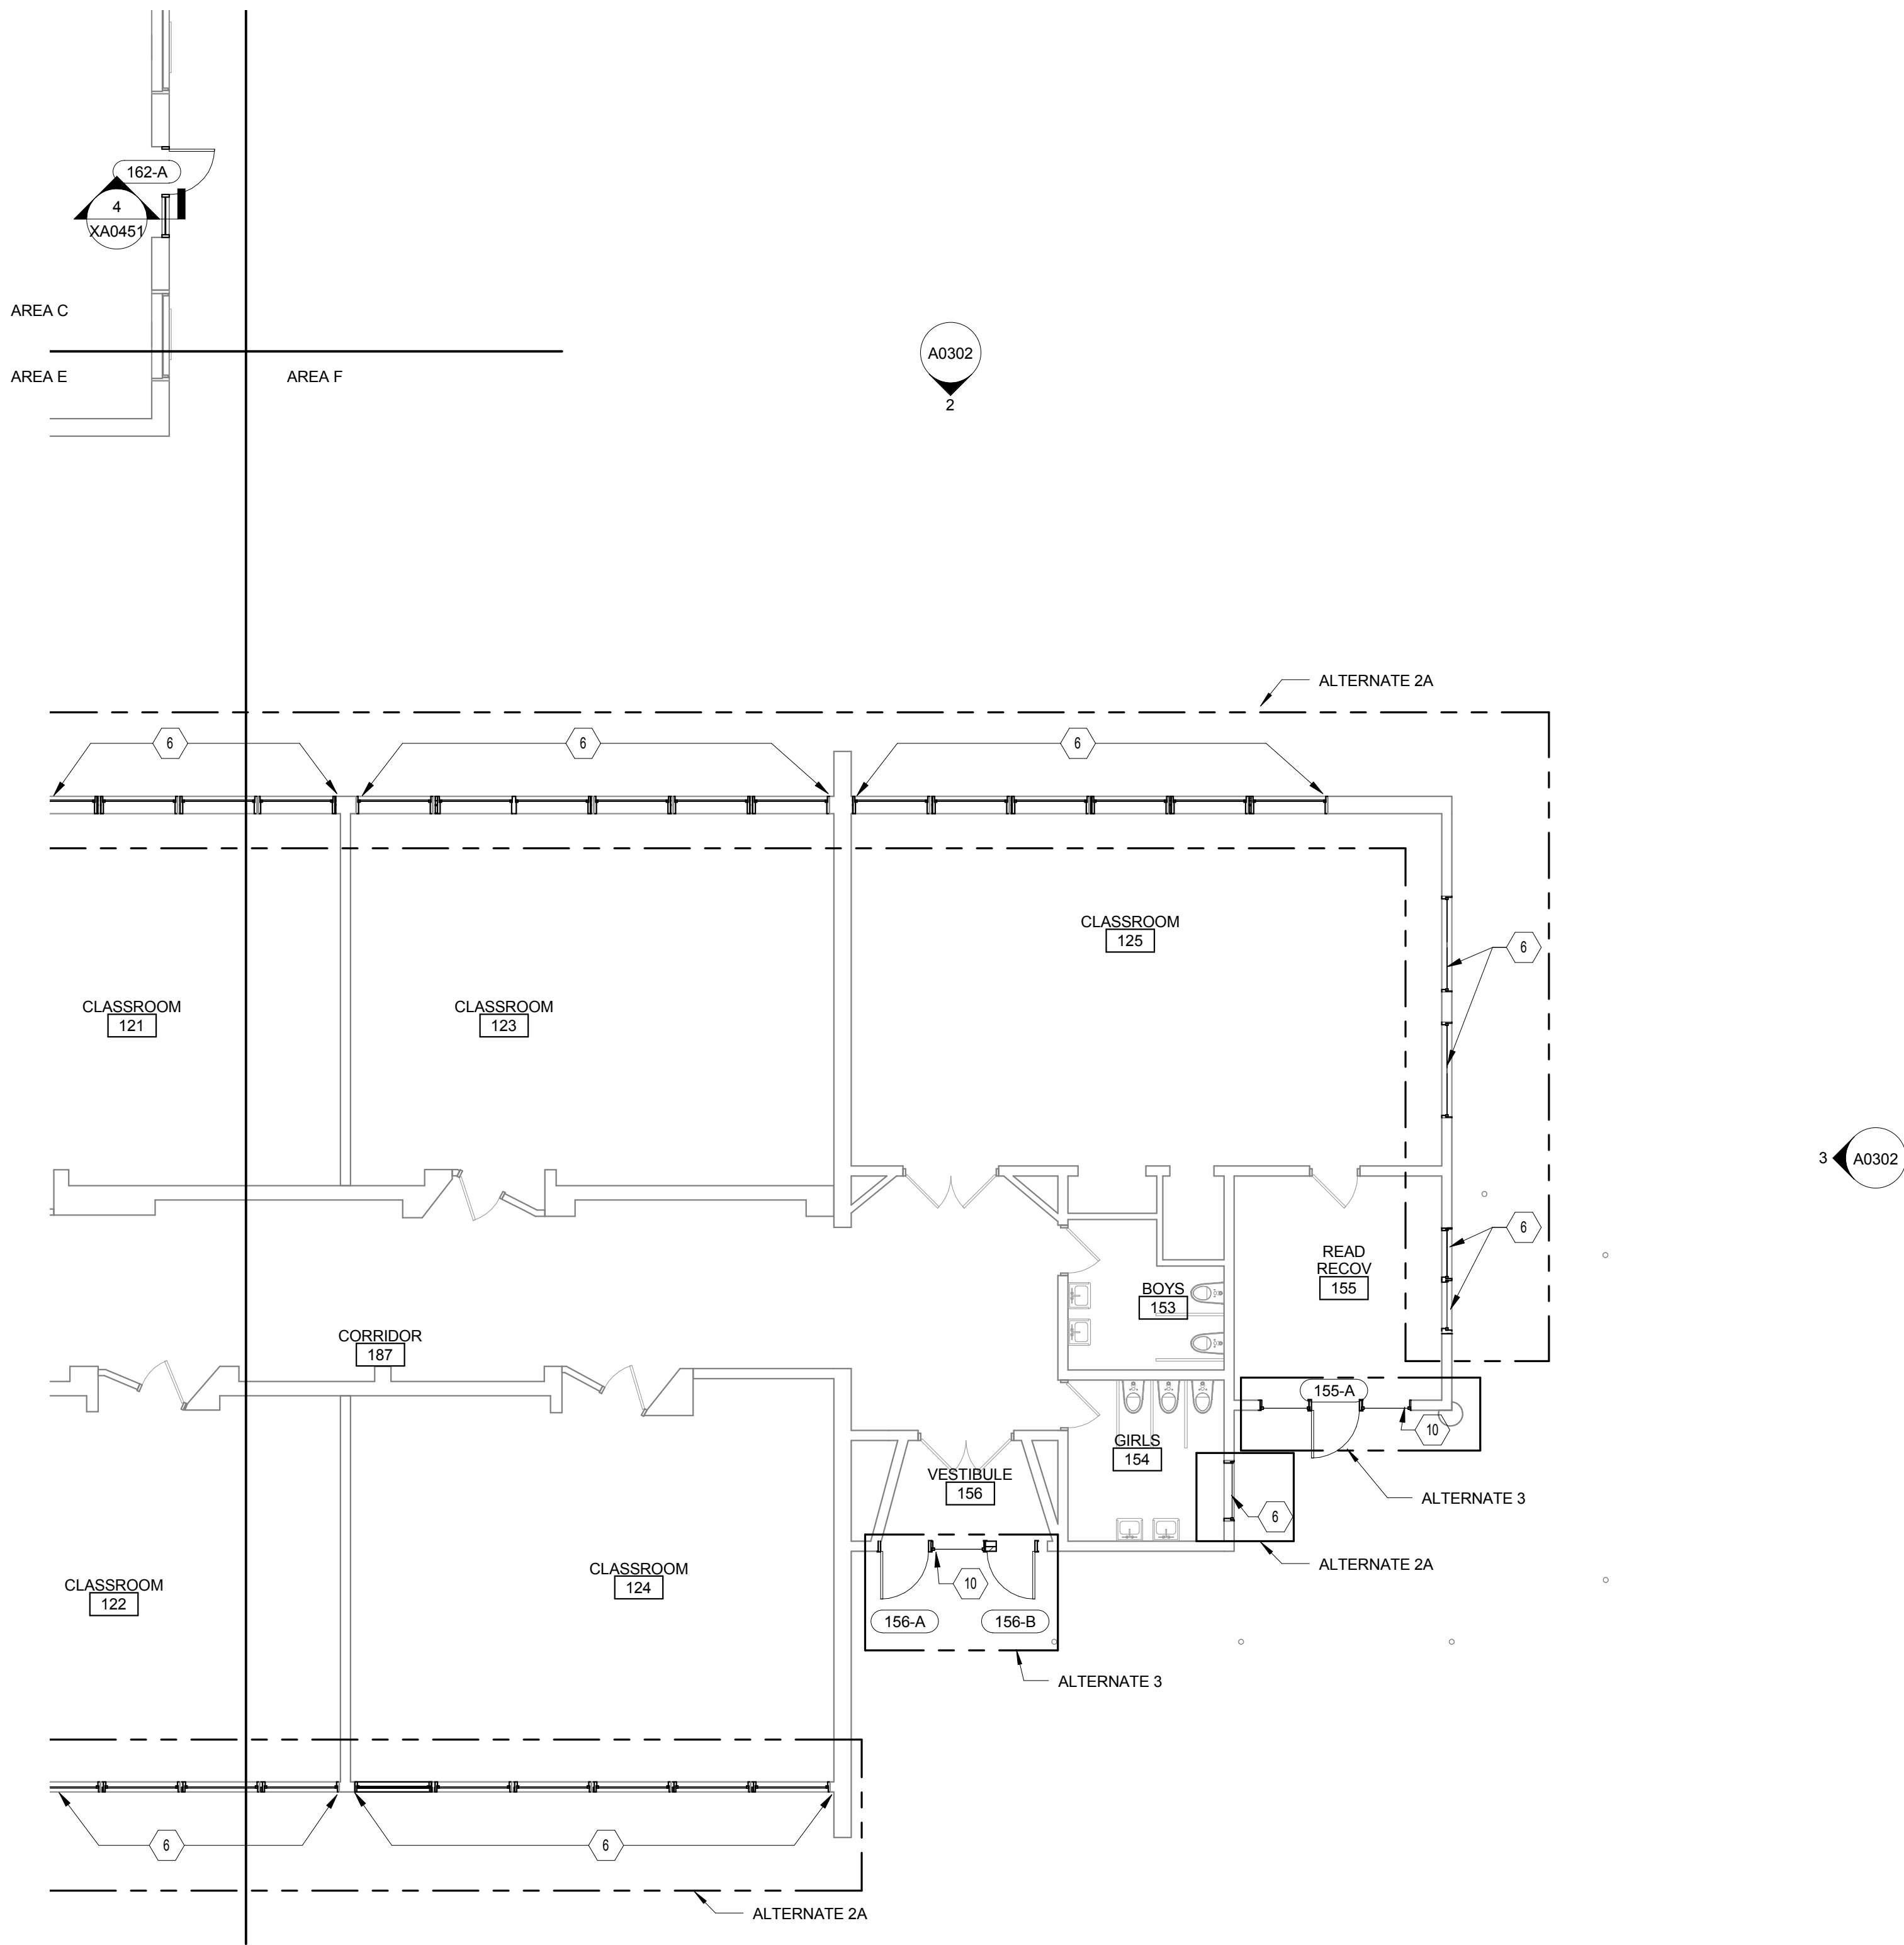 162-A
4
XA0451
AREA C
AREA E
AREA F
A0302
2
ALTERNATE 2A
6
6
6
CLASSROOM
125
6
CLASSROOM
121
CLASSROOM
123
3
A0302
6
READ
RECOV
155
BOYS
153
CORRIDOR
187
155-A
10
GIRLS
154
VESTIBULE
156
ALTERNATE 3
6
ALTERNATE 2A
CLASSROOM
124
CLASSROOM
122
10
156-A
156-B
ALTERNATE 3
6
6
ALTERNATE 2A